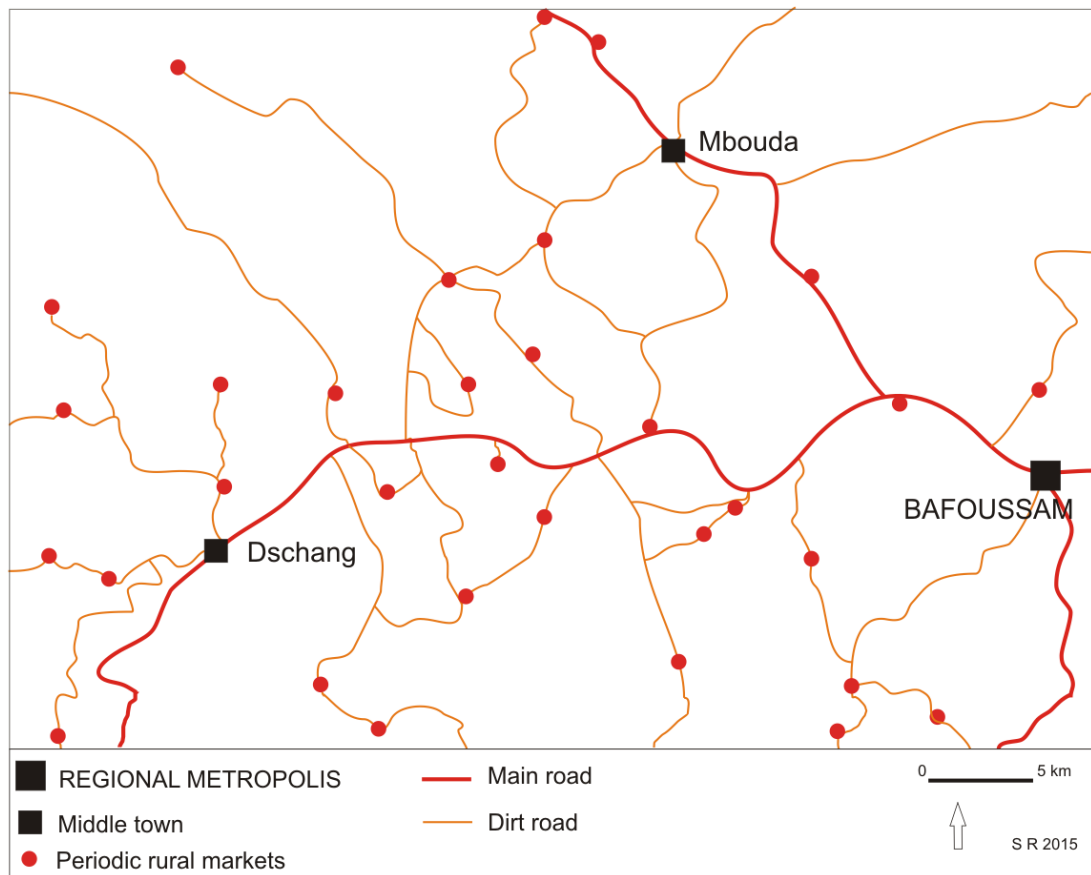 Mbouda
BAFOUSSAM
Dschang
REGIONAL METROPOLIS
Main road
0 5 km
Middle town
Dirt road
S R 2015
Periodic rural markets